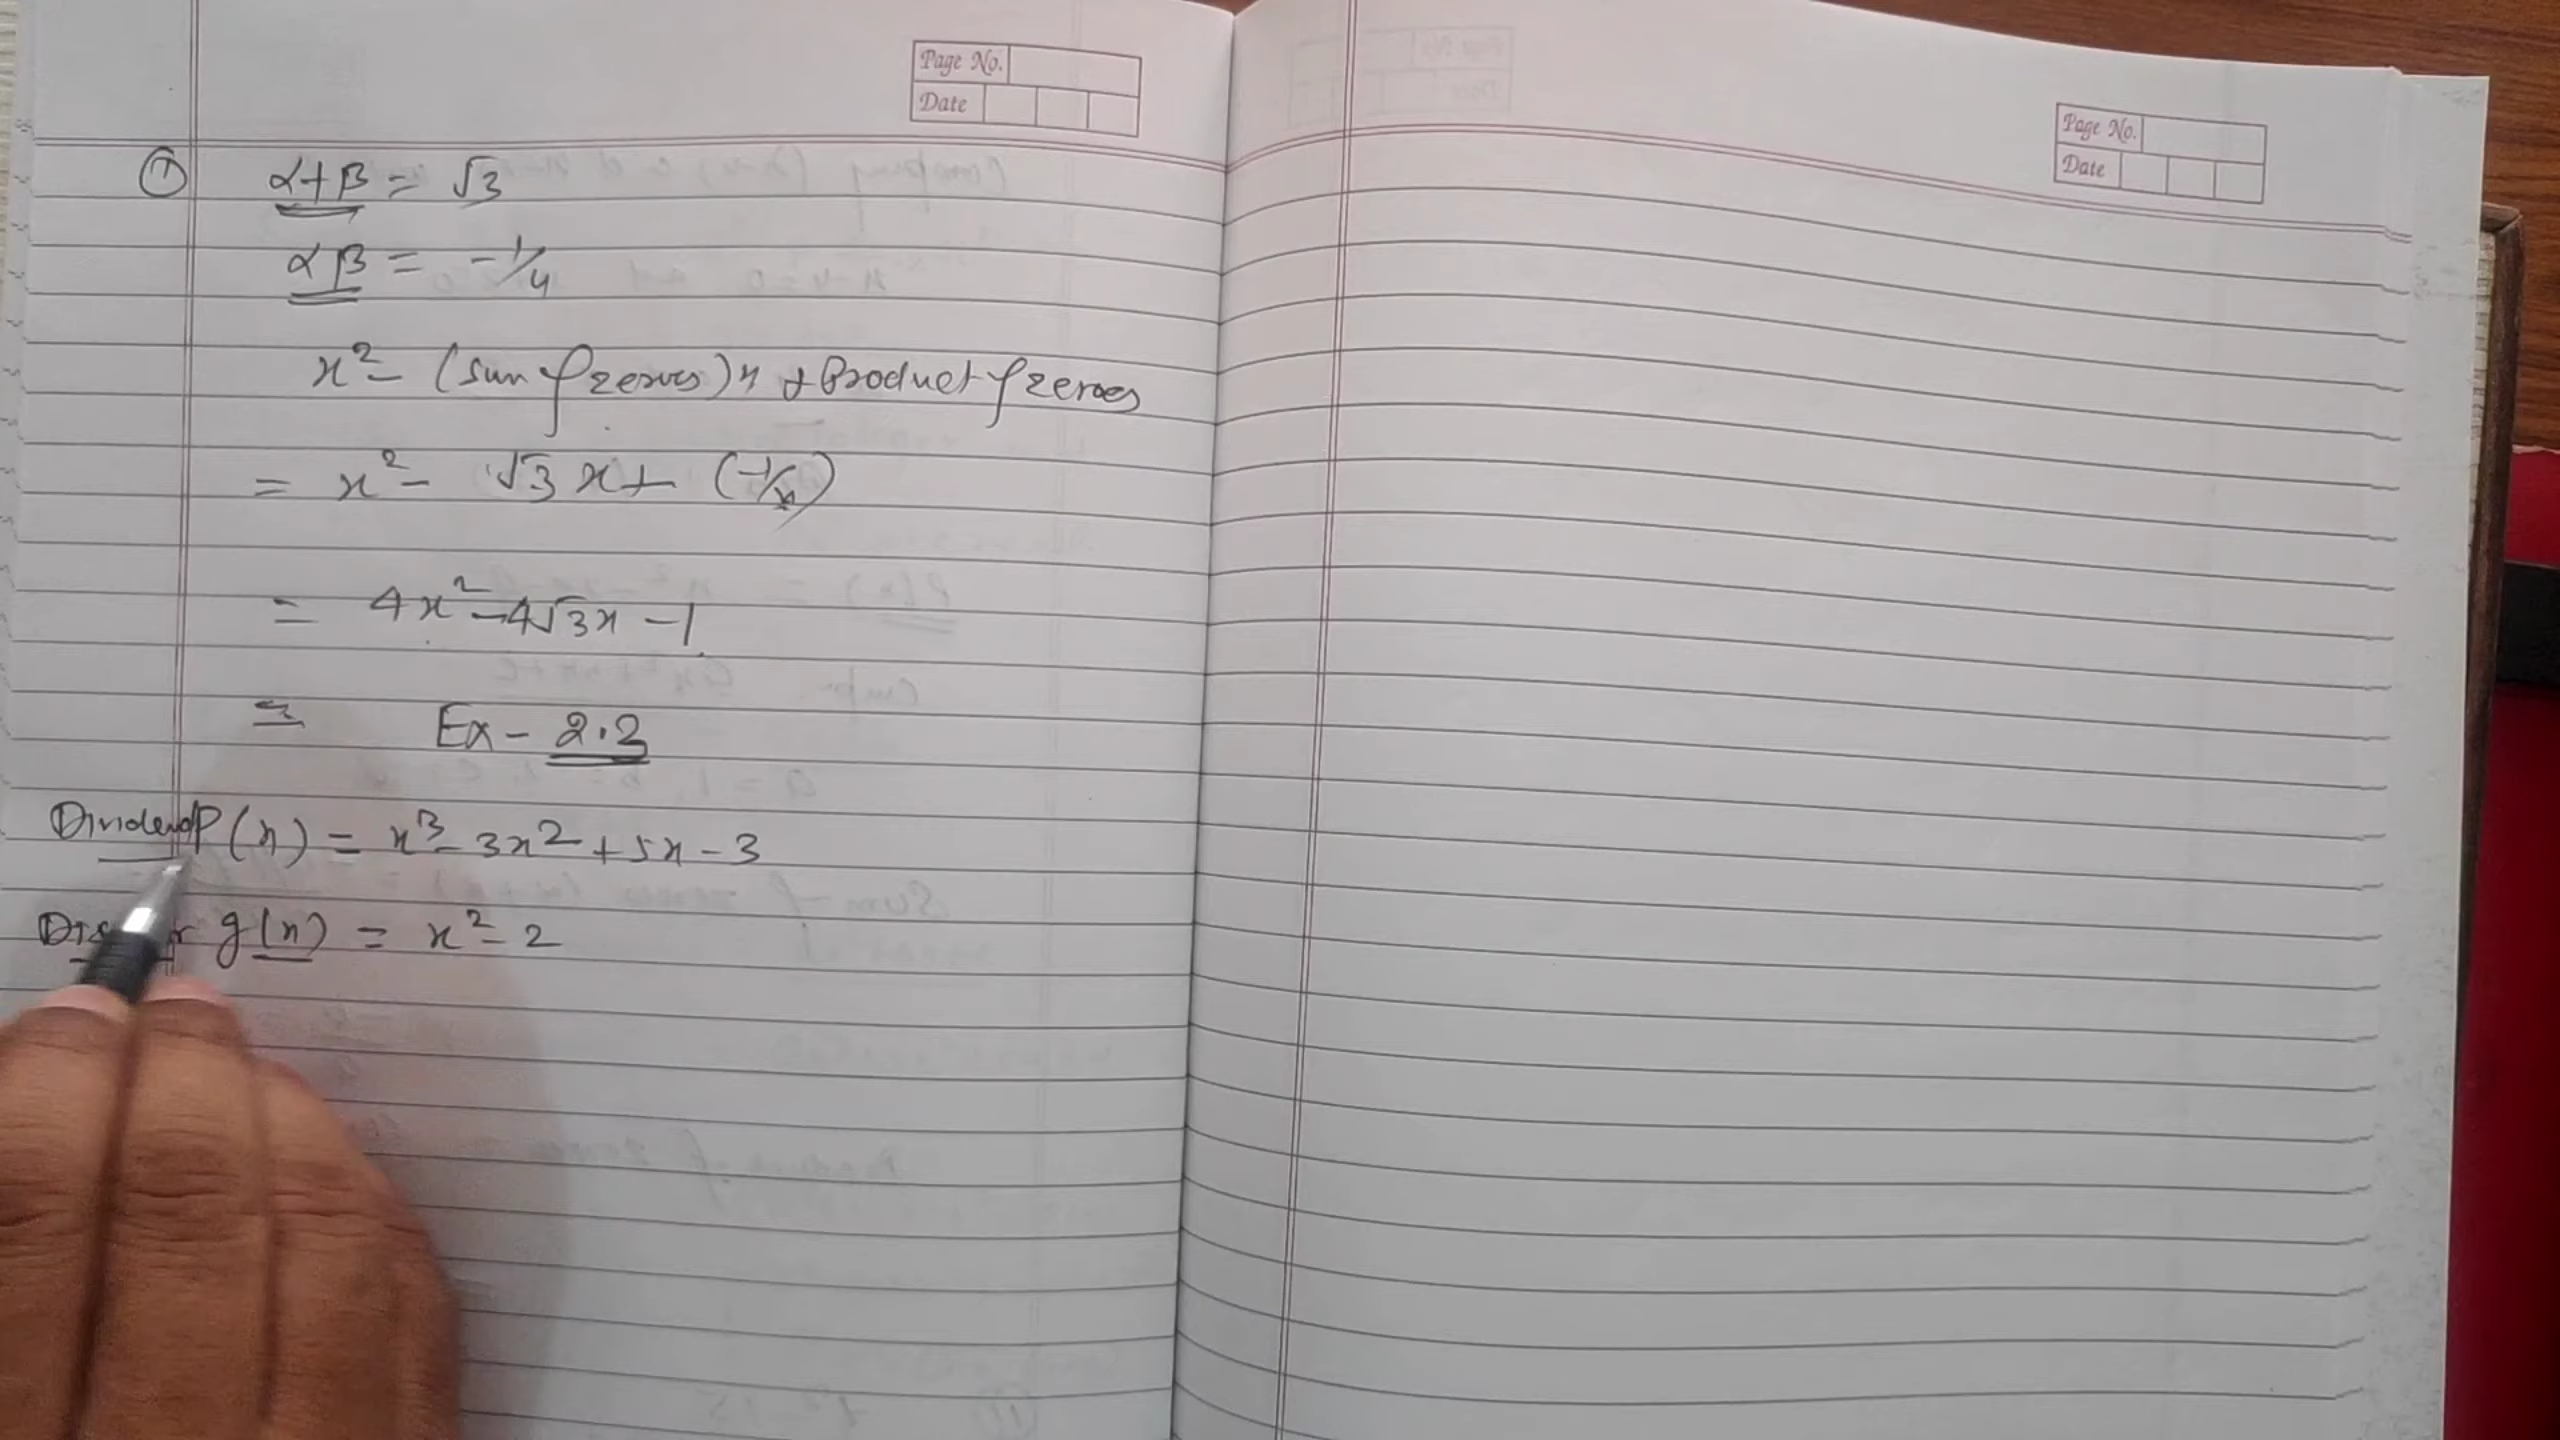 Page No.
Date
Page No.
Date
① α+β = √3
αβ = -1/4
x² - (sum of zeroes)x + Product of zeroes
= x² - √3 x + (-1/4)
= 4x² - 4√3x - 1
= Ex - 2.3
Dividend P(x) = x³ - 3x² + 5x - 3
g(x) = x² - 2